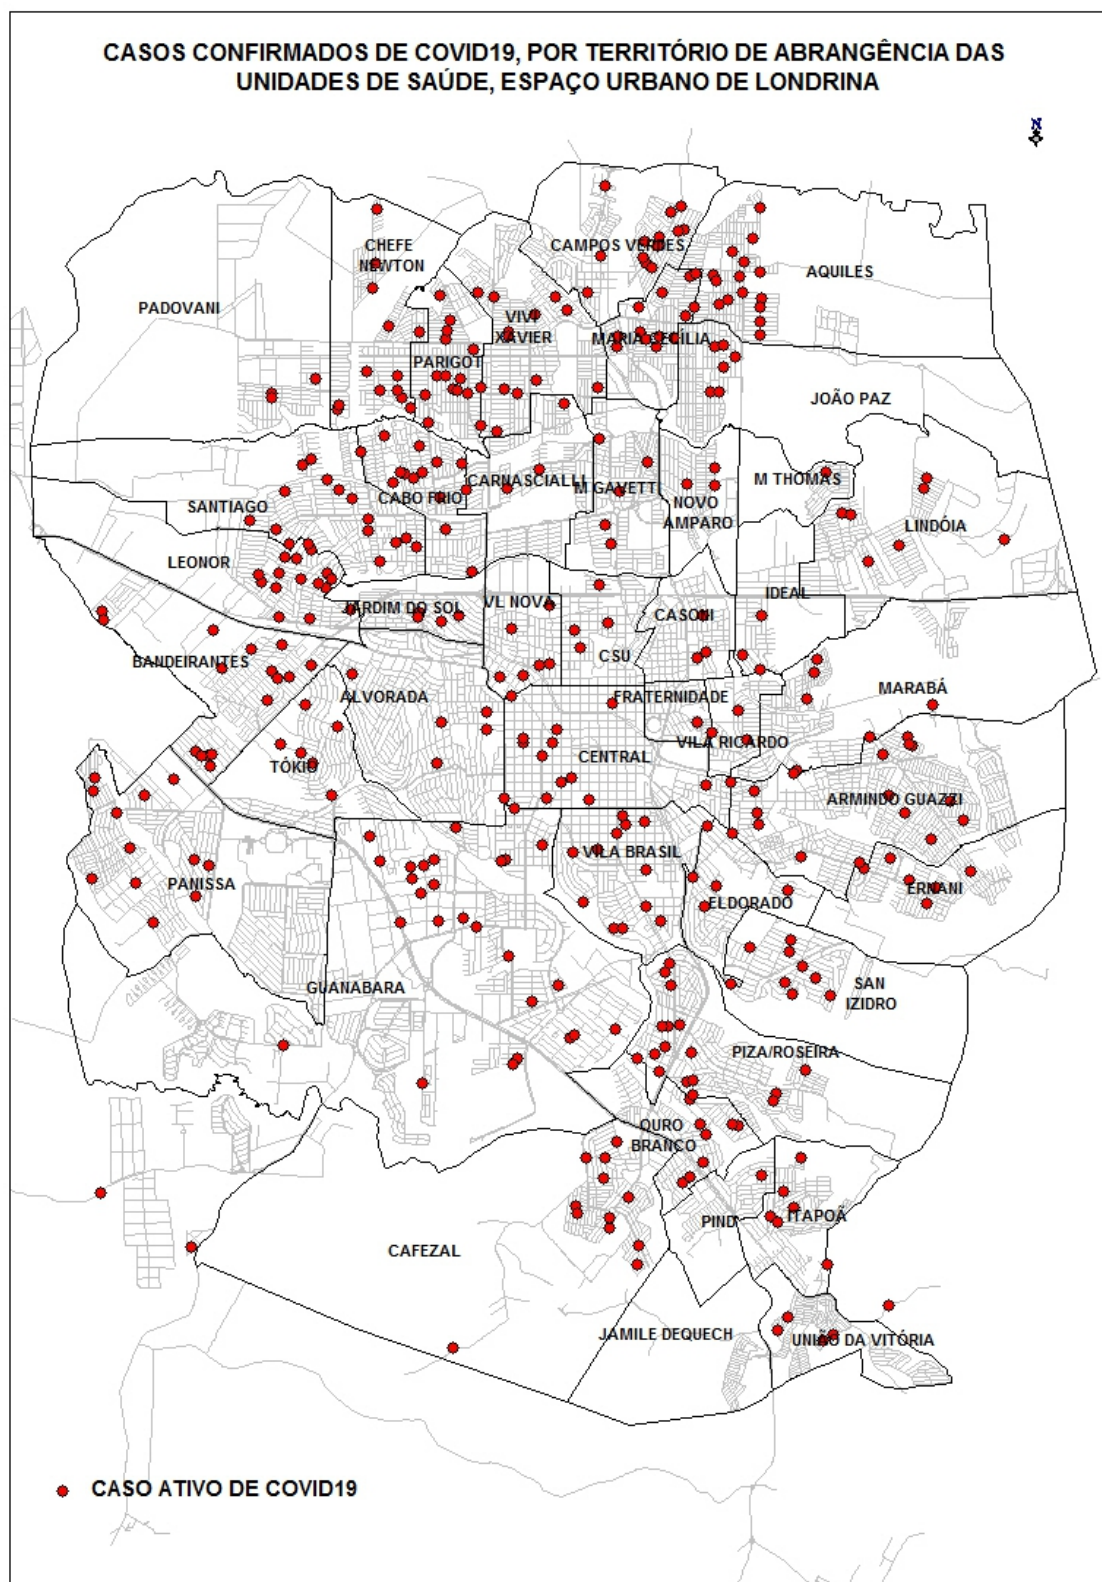 CASOS CONFIRMADOS DE COVID19, POR TERRITÓRIO DE ABRANGÊNCIA DAS
UNIDADES DE SAÚDE, ESPAÇO URBANO DE LONDRINA
N
CHEFE
NEWTON
CAMPOS VERDES
AQUILES
PADOVANI
VIVI
XAVIER
MARIA CECÍLIA
PARIGOT
JOÃO PAZ
CARNASCIALLI
M GAVETTI
M THOMAS
SANTIAGO
CABO FRIO
NOVO
AMPARO
LINDÓIA
LEONOR
JARDIM DO SOL
VL NOVA
CASONI
IDEAL
BANDEIRANTES
CSU
ALVORADA
FRATERNIDADE
MARABÁ
TÓKIO
CENTRAL
VILA RICARDO
ARMINDO GUAZZI
PANISSA
VILA BRASIL
ELDORADO
ERNANI
GUANABARA
SAN
IZIDRO
PIZA/ROSEIRA
OURO
BRANCO
PIND
ITAPOÃ
CAFEZAL
JAMILE DEQUECH
UNIÃO DA VITÓRIA
CASO ATIVO DE COVID19